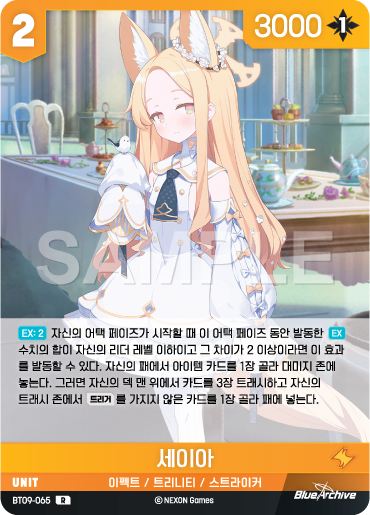 2
3000 1
SAMPLE
EX: 2 자신의 어택 페이즈가 시작할 때 이 어택 페이즈 동안 발동한 EX
수치의 합이 자신의 리더 레벨 이하이고 그 차이가 2 이상이라면 이 효과
를 발동할 수 있다. 자신의 패에서 아이템 카드를 1장 골라 대미지 존에
놓는다. 그러면 자신의 덱 맨 위에서 카드를 3장 트래시하고 자신의
트래시 존에서 트리거 를 가지지 않은 카드를 1장 골라 패에 넣는다.
세이아
UNIT 이펙트 / 트리니티 / 스트라이커
BT09-065 R ⓒ NEXON Games BlueArchive